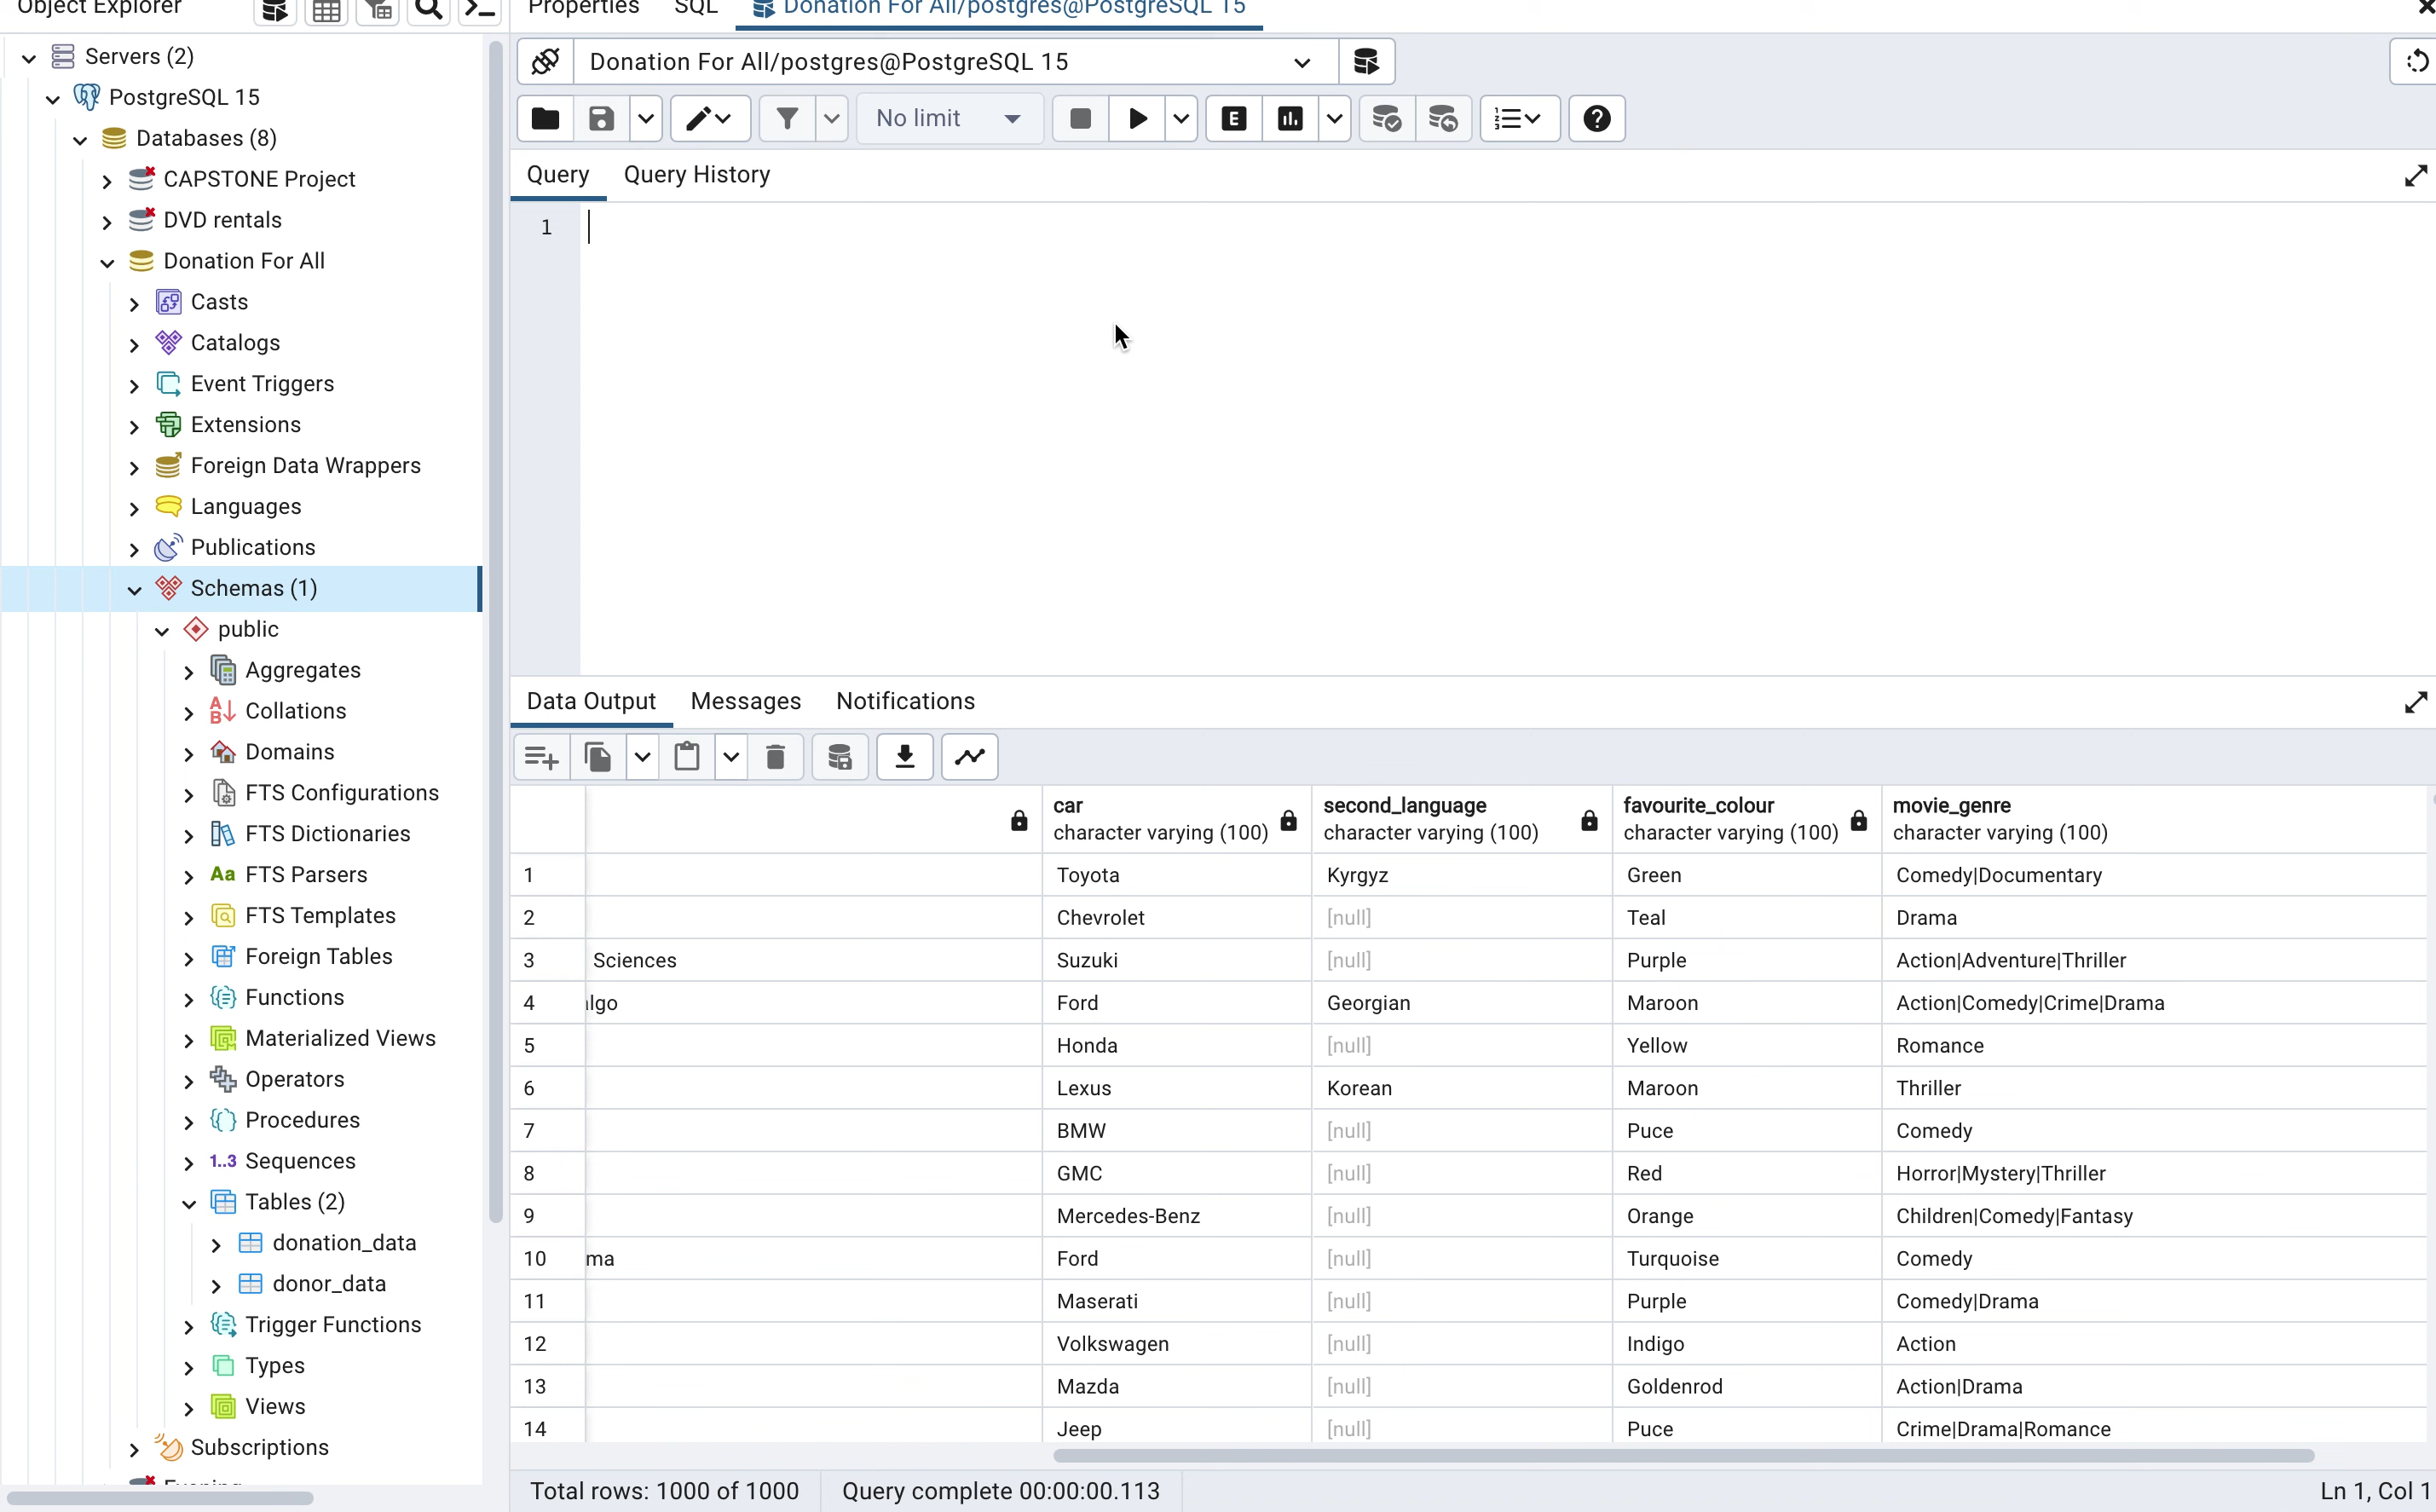 Object Explorer
Properties SQL Donation For All/postgres@PostgreSQL 15
Servers (2)
PostgreSQL 15
Databases (8)
CAPSTONE Project
DVD rentals
Donation For All
Casts
Catalogs
Event Triggers
Extensions
Foreign Data Wrappers
Languages
Publications
Schemas (1)
public
Aggregates
Collations
Domains
FTS Configurations
FTS Dictionaries
Aa FTS Parsers
FTS Templates
Foreign Tables
Functions
Materialized Views
Operators
Procedures
1..3 Sequences
Tables (2)
donation_data
donor_data
Trigger Functions
Types
Views
Subscriptions
Donation For All/postgres@PostgreSQL 15
No limit E
Query Query History
1
Data Output Messages Notifications
car second_language favourite_colour movie_genre
character varying (100) character varying (100) character varying (100) character varying (100)
1 Toyota Kyrgyz Green Comedy|Documentary
2 Chevrolet [null] Teal Drama
3 Sciences Suzuki [null] Purple Action|Adventure|Thriller
4 lgo Ford Georgian Maroon Action|Comedy|Crime|Drama
5 Honda [null] Yellow Romance
6 Lexus Korean Maroon Thriller
7 BMW [null] Puce Comedy
8 GMC [null] Red Horror|Mystery|Thriller
9 Mercedes-Benz [null] Orange Children|Comedy|Fantasy
10 ma Ford [null] Turquoise Comedy
11 Maserati [null] Purple Comedy|Drama
12 Volkswagen [null] Indigo Action
13 Mazda [null] Goldenrod Action|Drama
14 Jeep [null] Puce Crime|Drama|Romance
Total rows: 1000 of 1000 Query complete 00:00:00.113 Ln 1, Col 1